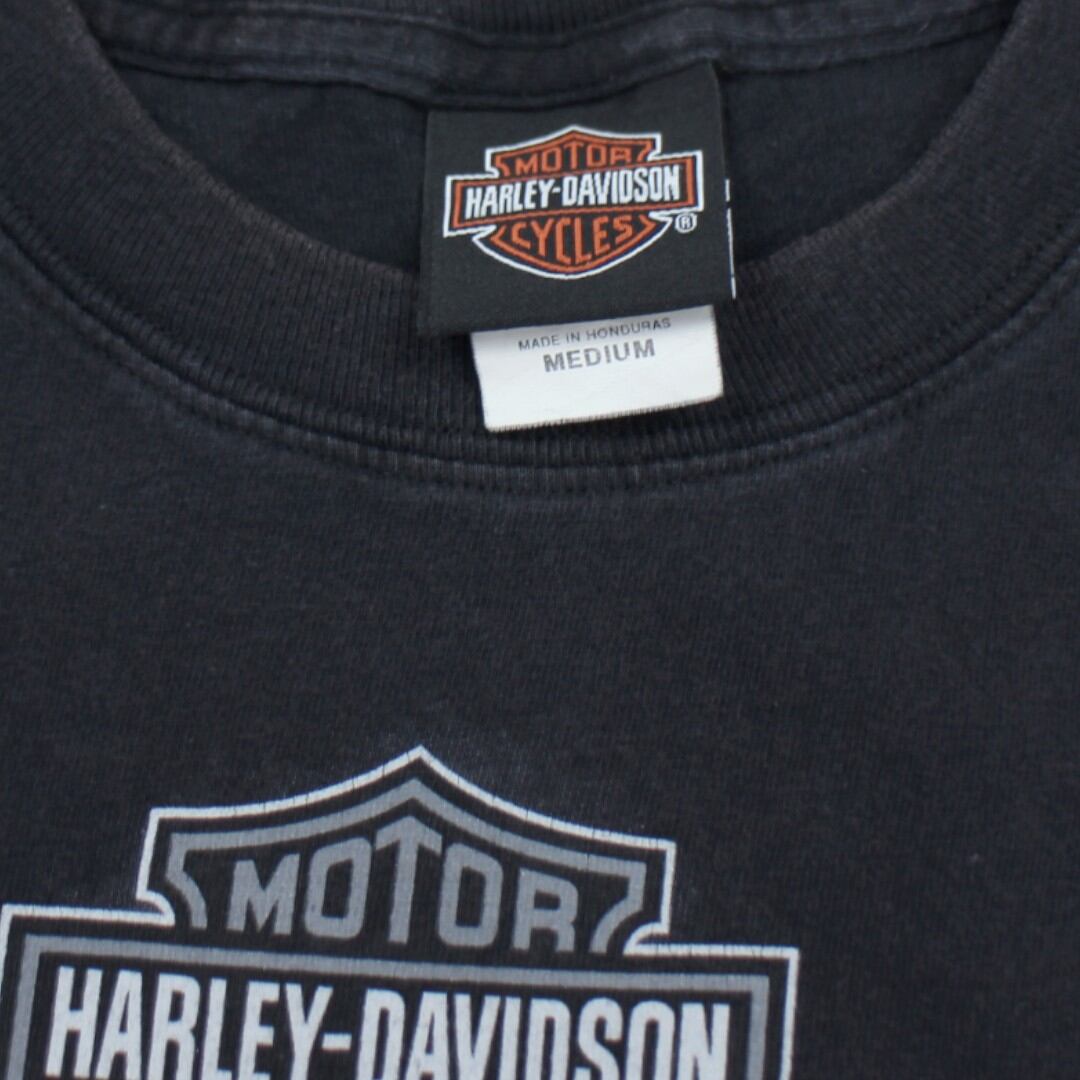 MOTOR
HARLEY-DAVIDSON
CYCLES
®
MADE IN HONDURAS
MEDIUM
MOTOR
HARLEY-DAVIDSON